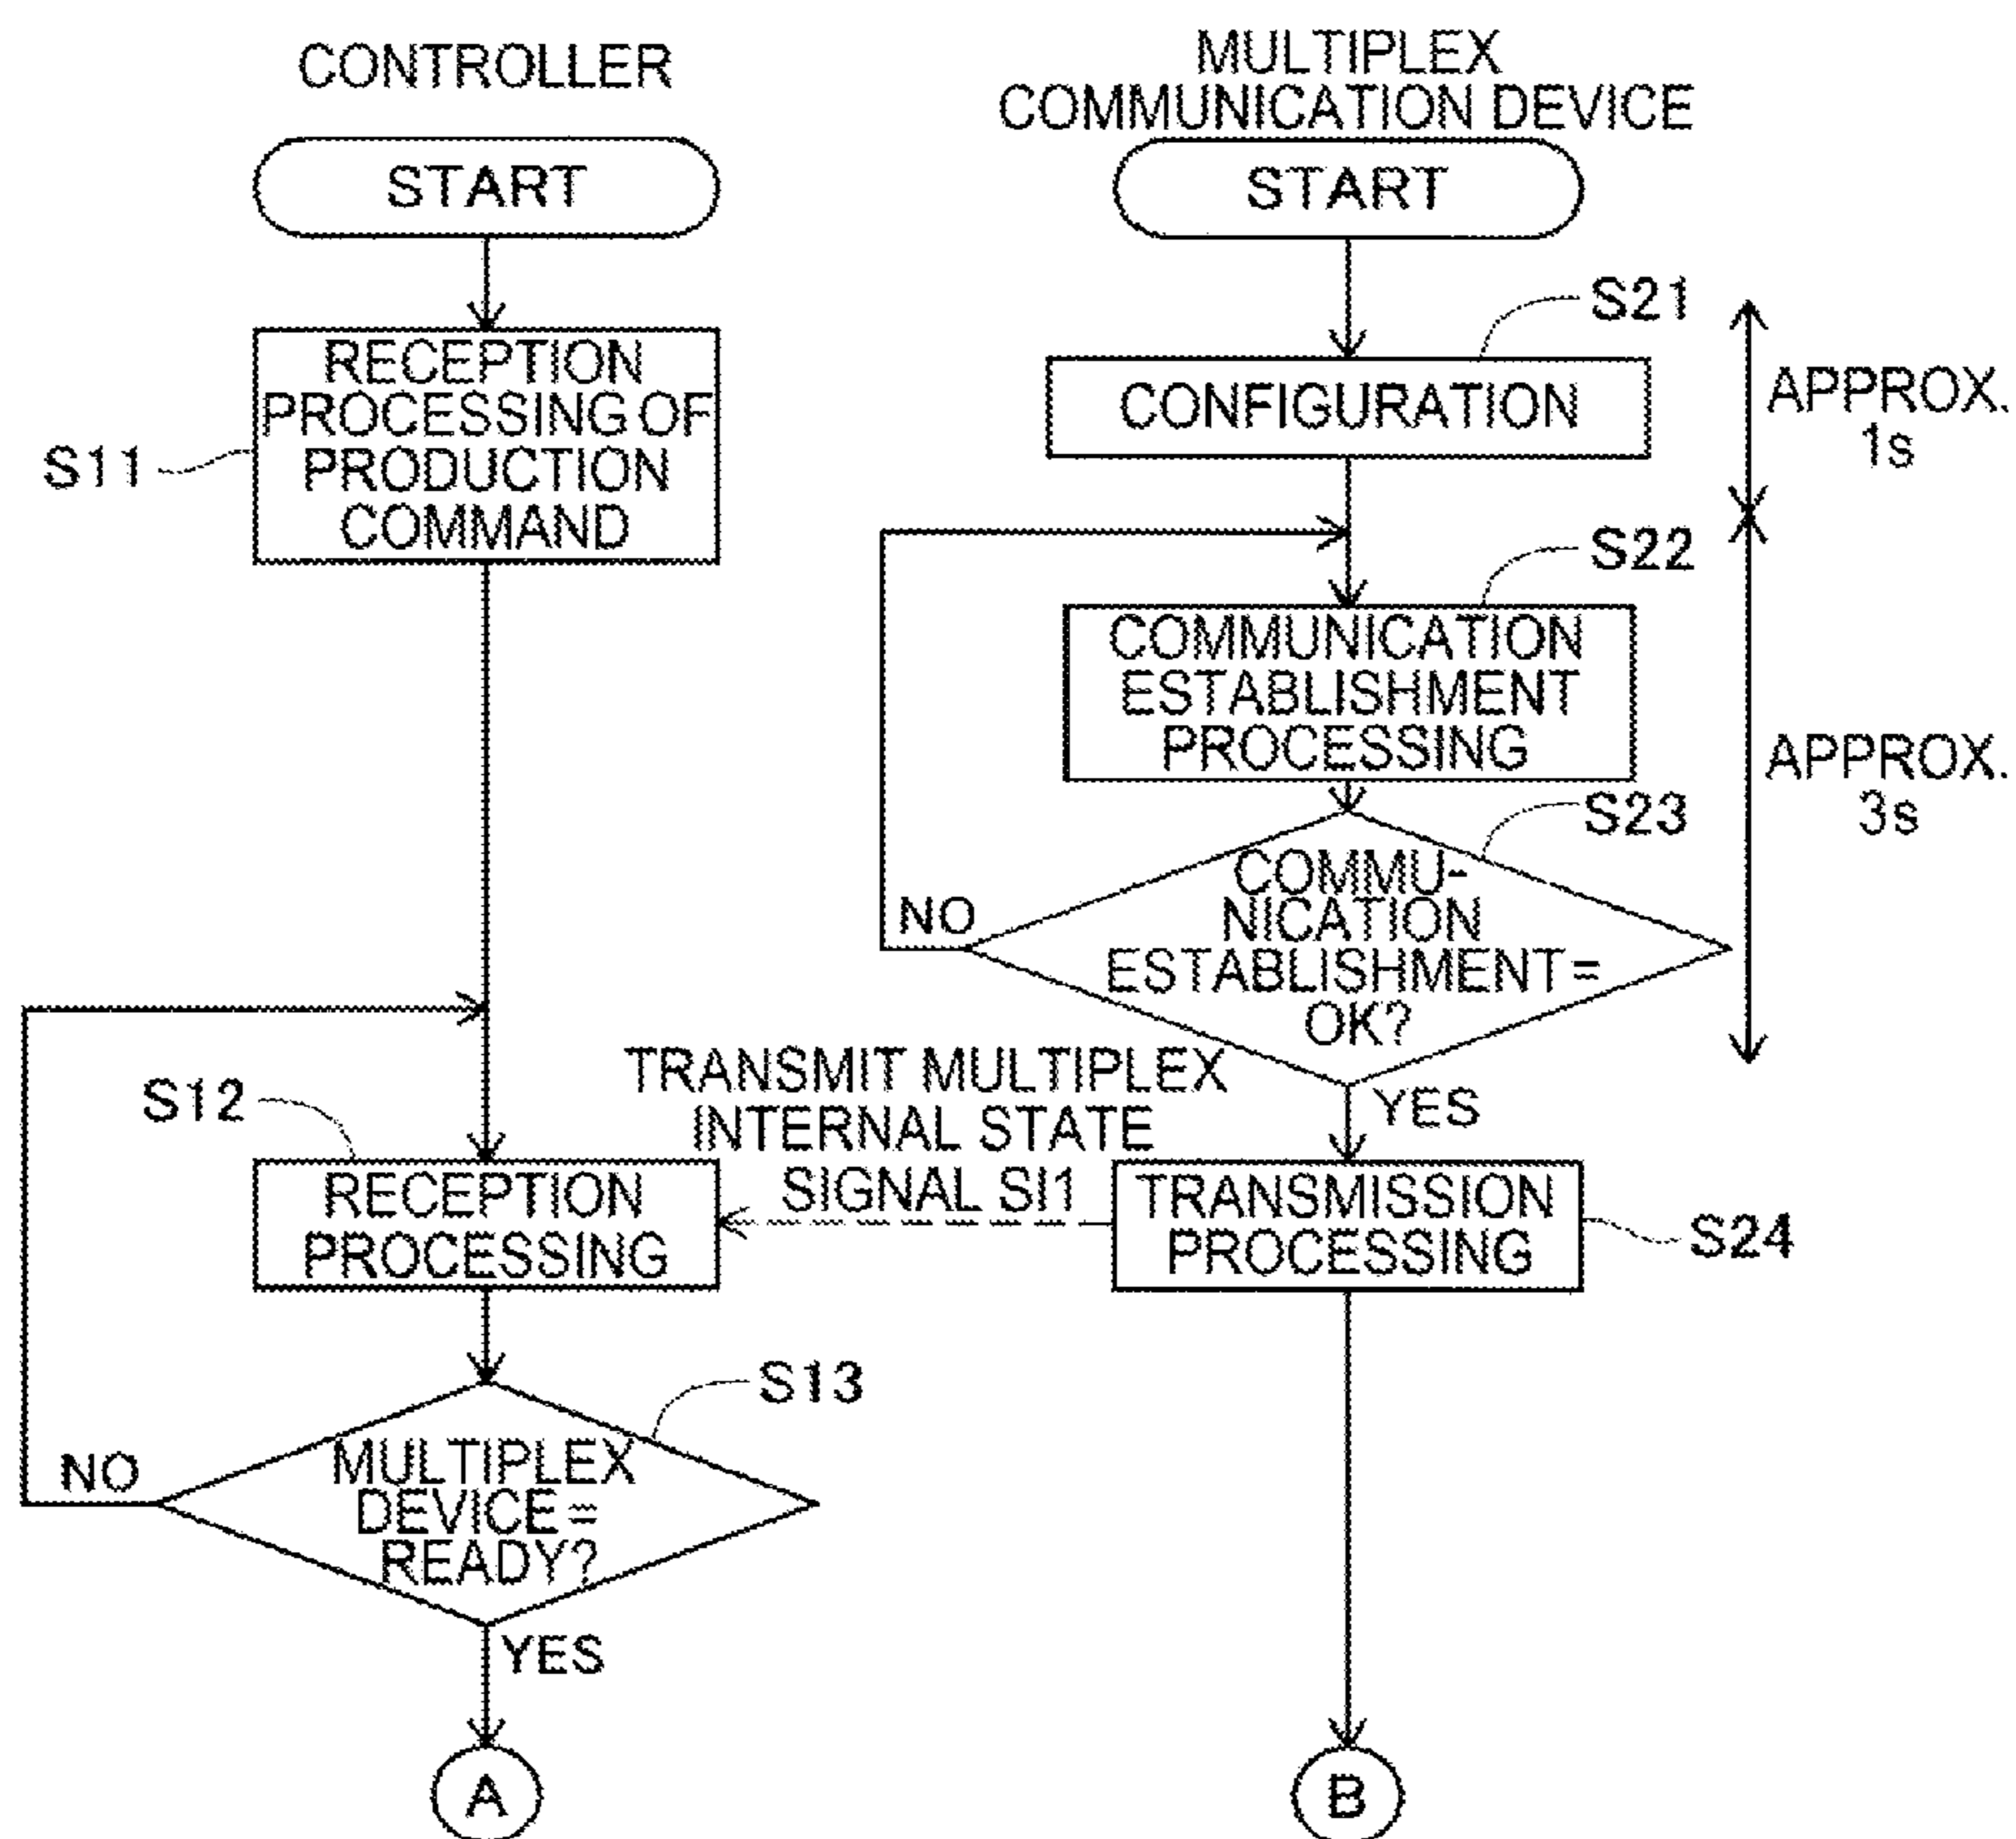 CONTROLLER
START
RECEPTION
PROCESSING OF
PRODUCTION
COMMAND
S11
S12
RECEPTION
PROCESSING
S13
MULTIPLEX
DEVICE =
READY?
NO
YES
A
TRANSMIT MULTIPLEX
INTERNAL STATE
SIGNAL SI1
MULTIPLEX
COMMUNICATION DEVICE
START
S21
CONFIGURATION
APPROX.
1s
S22
COMMUNICATION
ESTABLISHMENT
PROCESSING
APPROX.
3s
S23
COMMU-
NICATION
ESTABLISHMENT =
OK?
NO
YES
TRANSMISSION
PROCESSING
S24
B